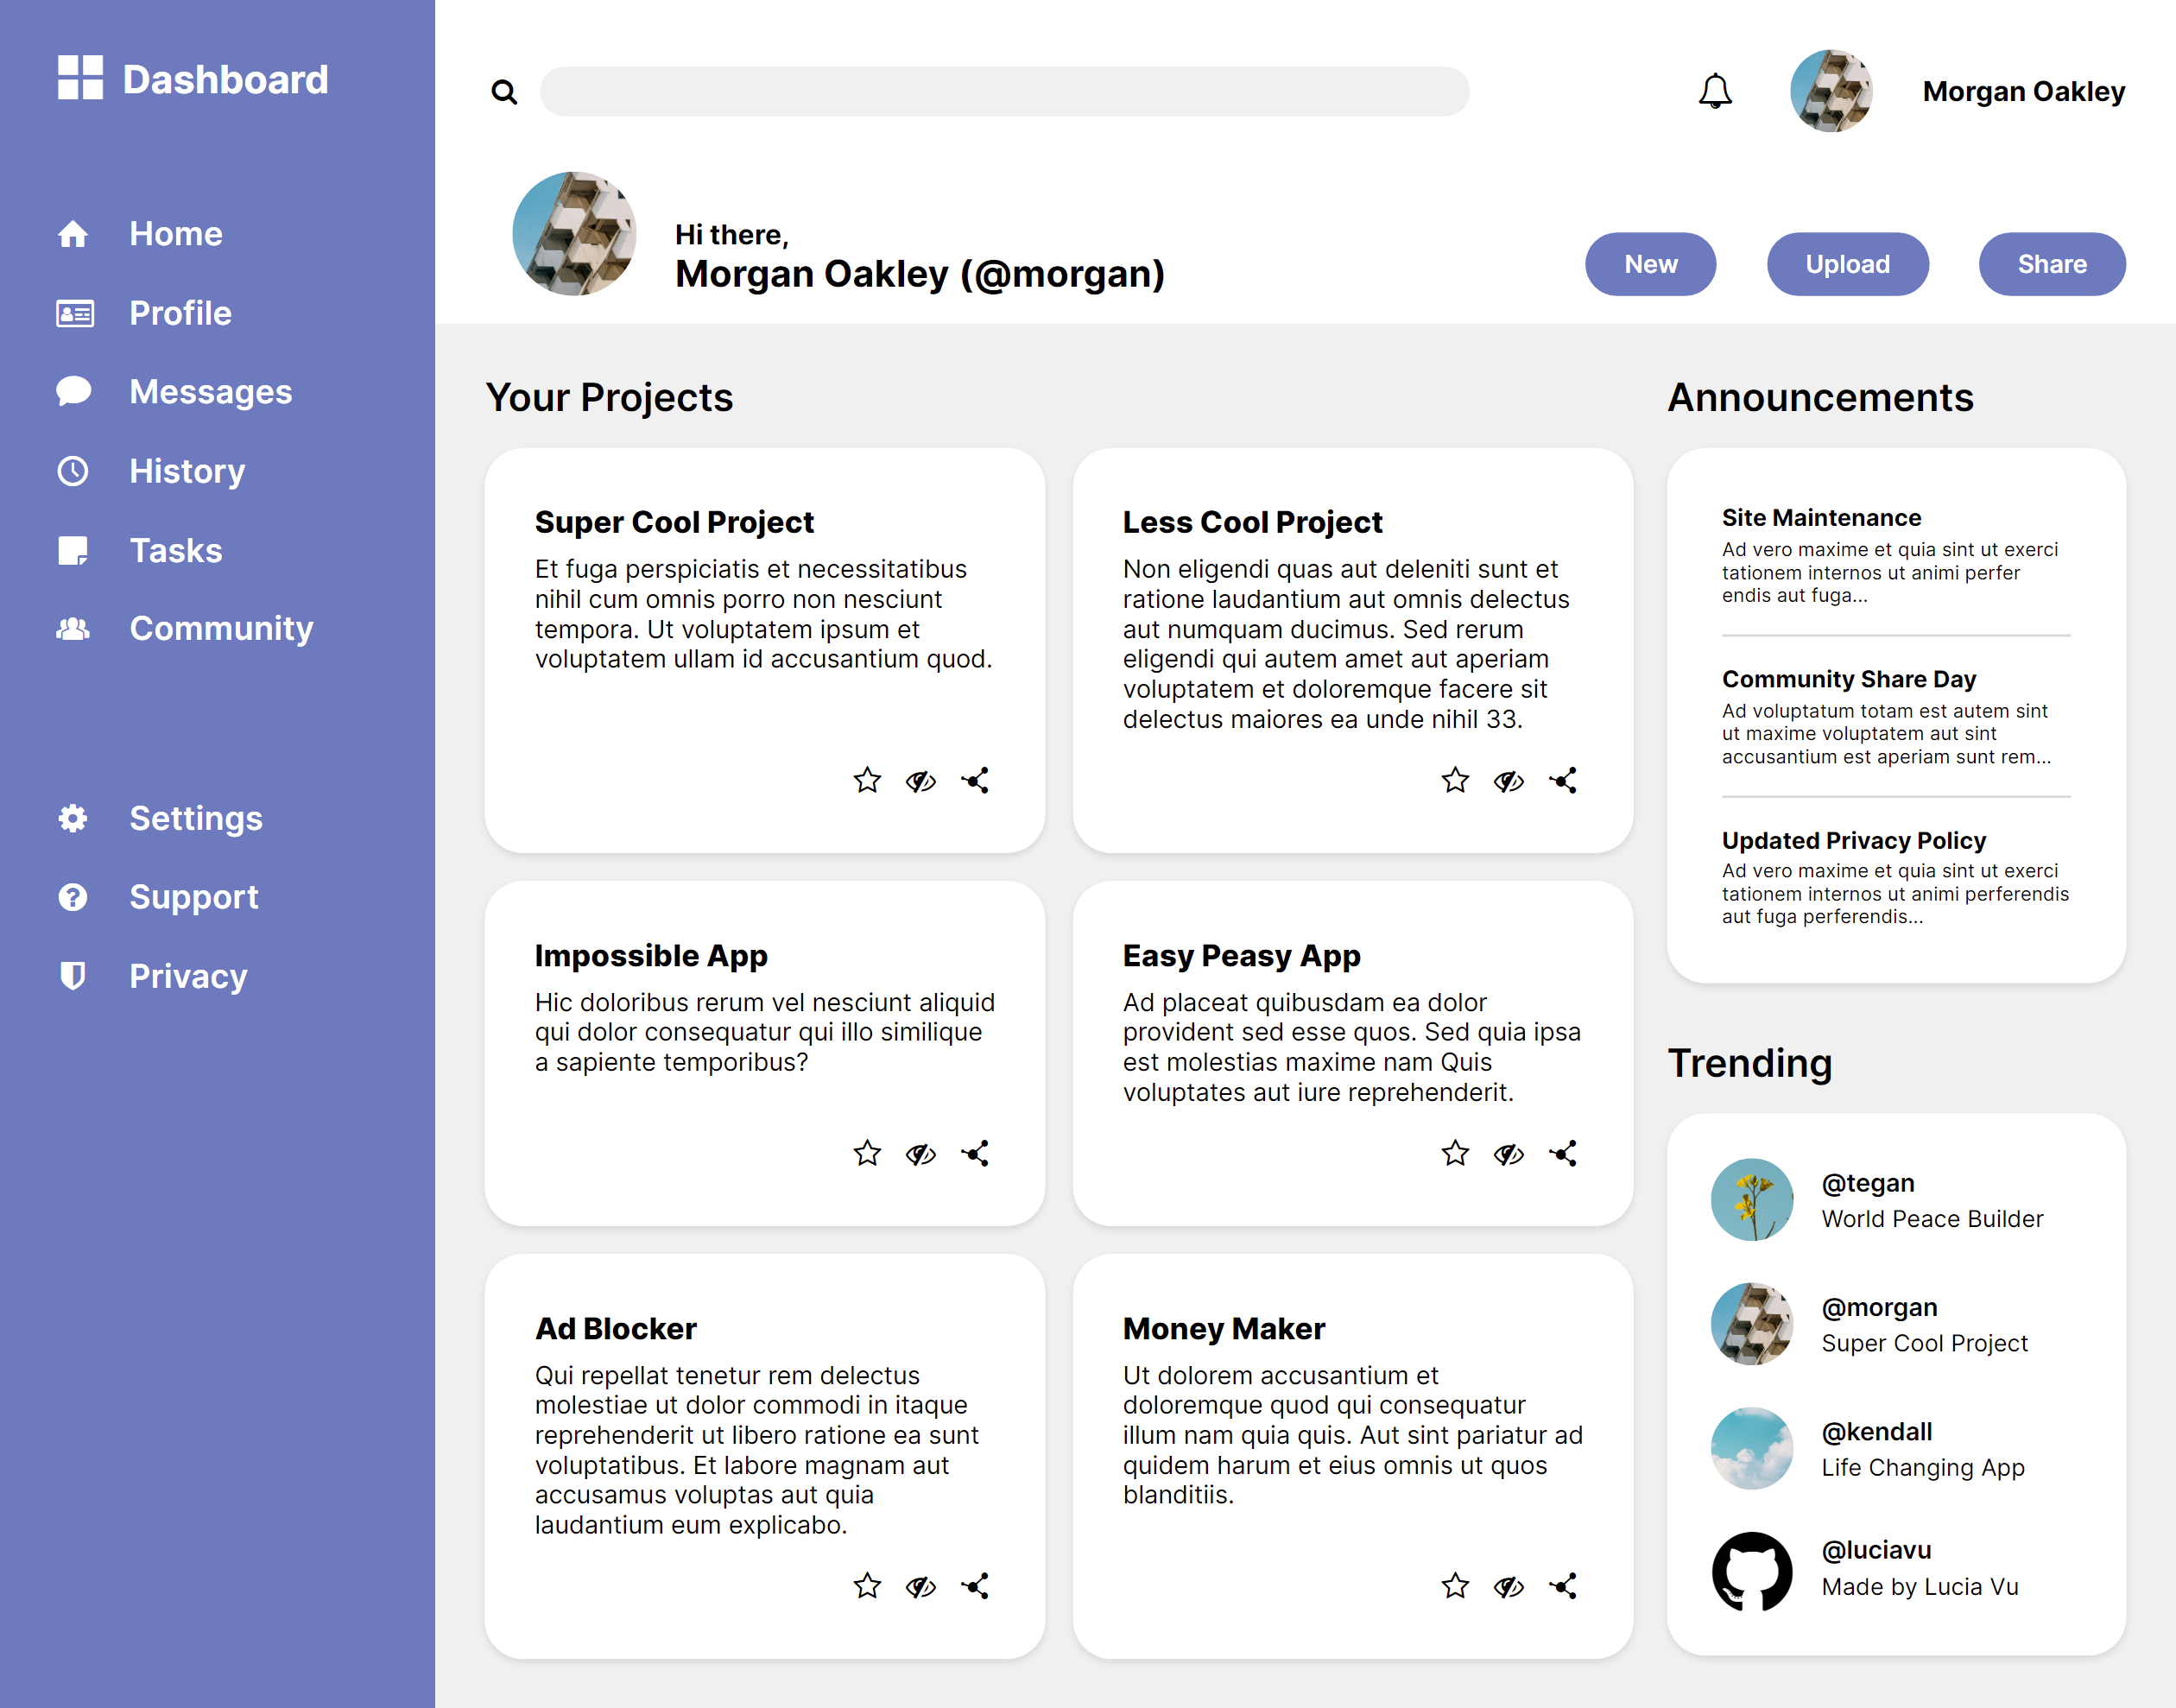 Dashboard
Home
Profile
Messages
History
Tasks
Community
Settings
Support
Privacy
Morgan Oakley
Hi there,
Morgan Oakley (@morgan)
New
Upload
Share
Your Projects
Super Cool Project
Et fuga perspiciatis et necessitatibus
nihil cum omnis porro non nesciunt
tempora. Ut voluptatem ipsum et
voluptatem ullam id accusantium quod.
Less Cool Project
Non eligendi quas aut deleniti sunt et
ratione laudantium aut omnis delectus
aut numquam ducimus. Sed rerum
eligendi qui autem amet aut aperiam
voluptatem et doloremque facere sit
delectus maiores ea unde nihil 33.
Impossible App
Hic doloribus rerum vel nesciunt aliquid
qui dolor consequatur qui illo similique
a sapiente temporibus?
Easy Peasy App
Ad placeat quibusdam ea dolor
provident sed esse quos. Sed quia ipsa
est molestias maxime nam Quis
voluptates aut iure reprehenderit.
Ad Blocker
Qui repellat tenetur rem delectus
molestiae ut dolor commodi in itaque
reprehenderit ut libero ratione ea sunt
voluptatibus. Et labore magnam aut
accusamus voluptas aut quia
laudantium eum explicabo.
Money Maker
Ut dolorem accusantium et
doloremque quod qui consequatur
illum nam quia quis. Aut sint pariatur ad
quidem harum et eius omnis ut quos
blanditiis.
Announcements
Site Maintenance
Ad vero maxime et quia sint ut exerci
tationem internos ut animi perfer
endis aut fuga...
Community Share Day
Ad voluptatum totam est autem sint
ut maxime voluptatem aut sint
accusantium est aperiam sunt rem...
Updated Privacy Policy
Ad vero maxime et quia sint ut exerci
tationem internos ut animi perferendis
aut fuga perferendis...
Trending
@tegan
World Peace Builder
@morgan
Super Cool Project
@kendall
Life Changing App
@luciavu
Made by Lucia Vu